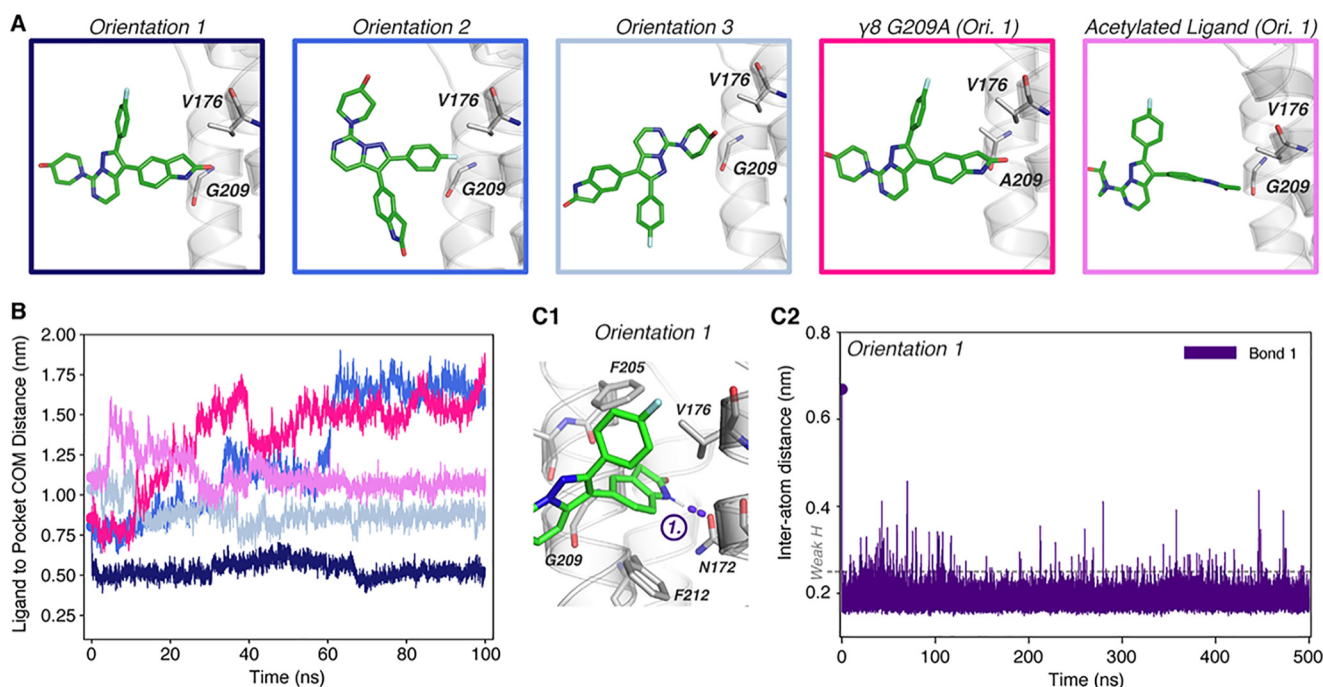 A
Orientation 1
Orientation 2
Orientation 3
γ8 G209A (Ori. 1)
Acetylated Ligand (Ori. 1)
V176
G209
V176
G209
V176
G209
V176
A209
V176
G209
B
Ligand to Pocket COM Distance (nm)
2.00
1.75
1.50
1.25
1.00
0.75
0.50
0.25
0
20
40
60
80
100
Time (ns)
C1
Orientation 1
F205
V176
1.
G209
N172
F212
C2
Orientation 1
Bond 1
Inter-atom distance (nm)
Weak H
0.8
0.6
0.4
0.2
0
100
200
300
400
500
Time (ns)